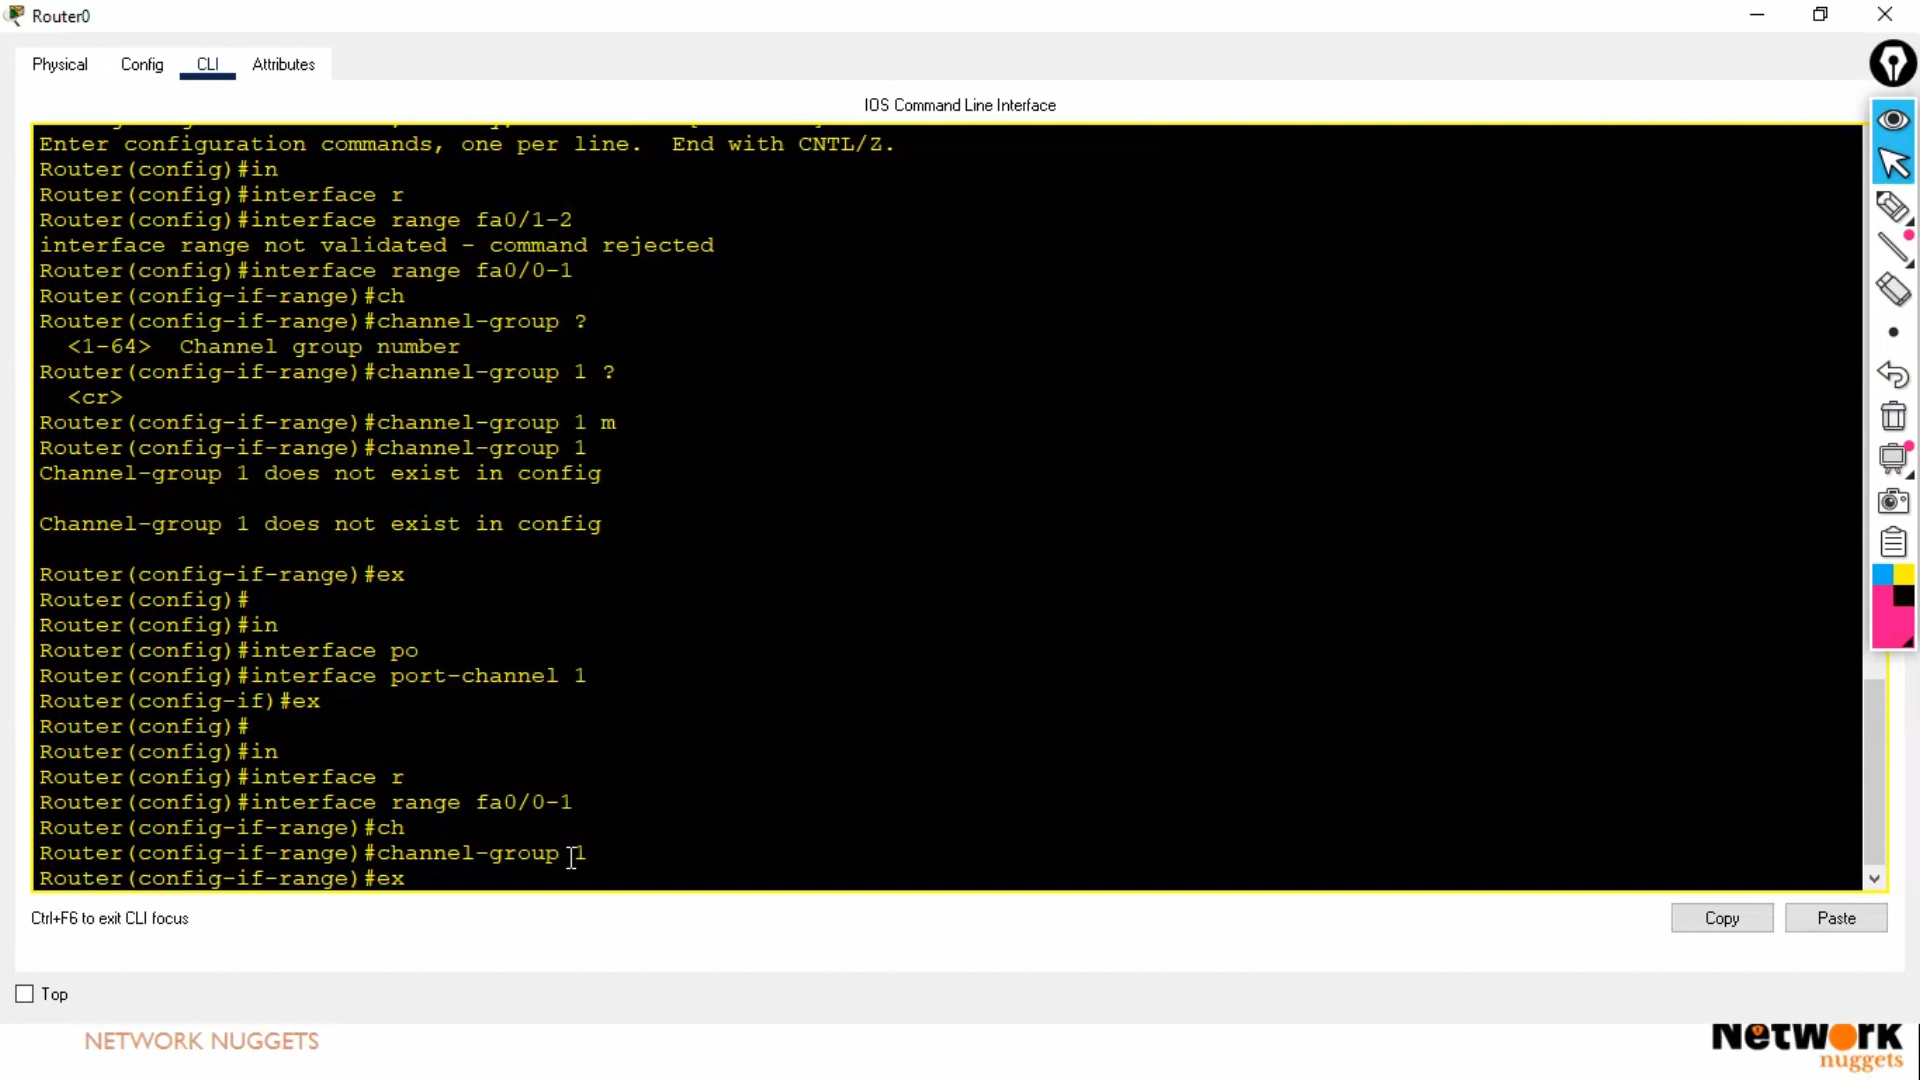 Router0
Physical
Config
CLI
Attributes
IOS Command Line Interface
Enter configuration commands, one per line.  End with CNTL/Z.
Router(config)#in
Router(config)#interface r
Router(config)#interface range fa0/1-2
interface range not validated - command rejected
Router(config)#interface range fa0/0-1
Router(config-if-range)#ch
Router(config-if-range)#channel-group ?
  <1-64>  Channel group number
Router(config-if-range)#channel-group 1 ?
  <cr>
Router(config-if-range)#channel-group 1 m
Router(config-if-range)#channel-group 1
Channel-group 1 does not exist in config
Channel-group 1 does not exist in config
Router(config-if-range)#ex
Router(config)#
Router(config)#in
Router(config)#interface po
Router(config)#interface port-channel 1
Router(config-if)#ex
Router(config)#
Router(config)#in
Router(config)#interface r
Router(config)#interface range fa0/0-1
Router(config-if-range)#ch
Router(config-if-range)#channel-group 1
Router(config-if-range)#ex
Ctrl+F6 to exit CLI focus
Copy
Paste
Top
NETWORK NUGGETS
Network
nuggets